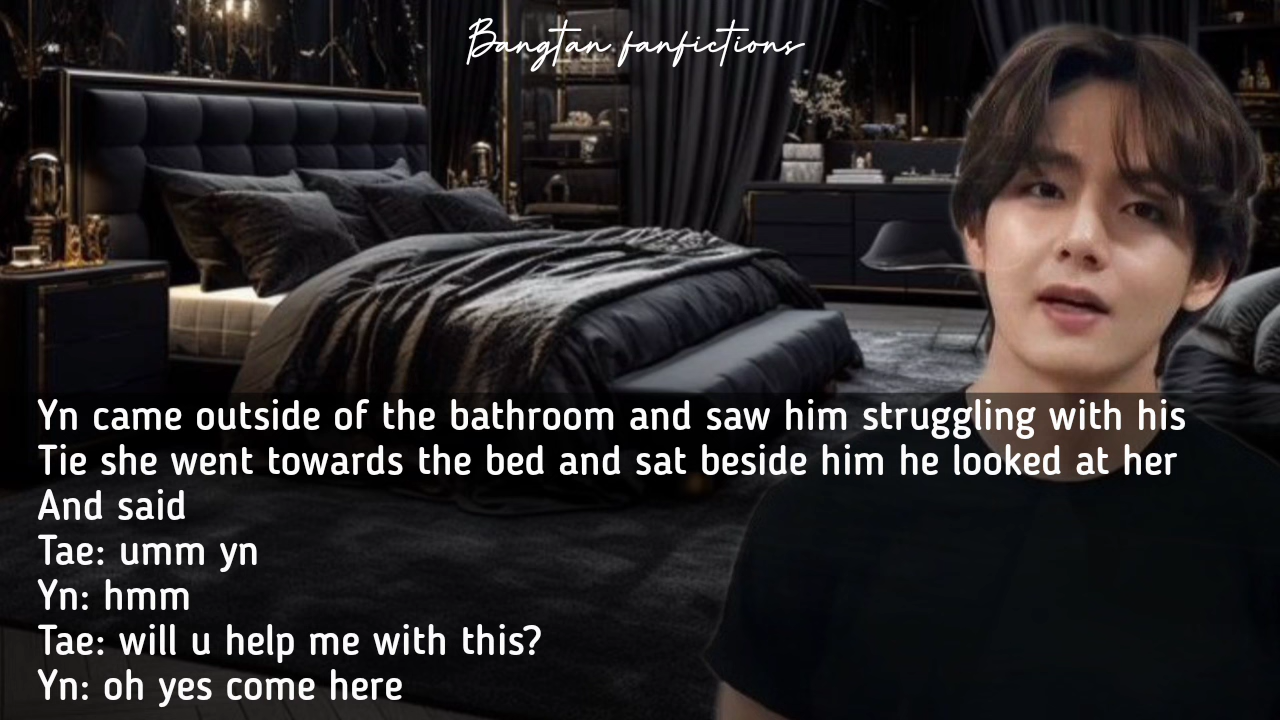 Bangtan fanfictions
Yn came outside of the bathroom and saw him struggling with his
Tie she went towards the bed and sat beside him he looked at her
And said
Tae: umm yn
Yn: hmm
Tae: will u help me with this?
Yn: oh yes come here